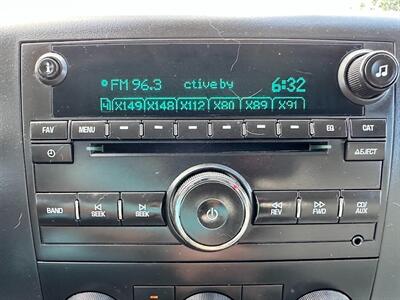 FM 96.3 ctive by 6:32
4 X149 X148 X112 X80 X89 X91
FAV MENU EQ CAT
EJECT
BAND SEEK SEEK REV FWD CD/
AUX